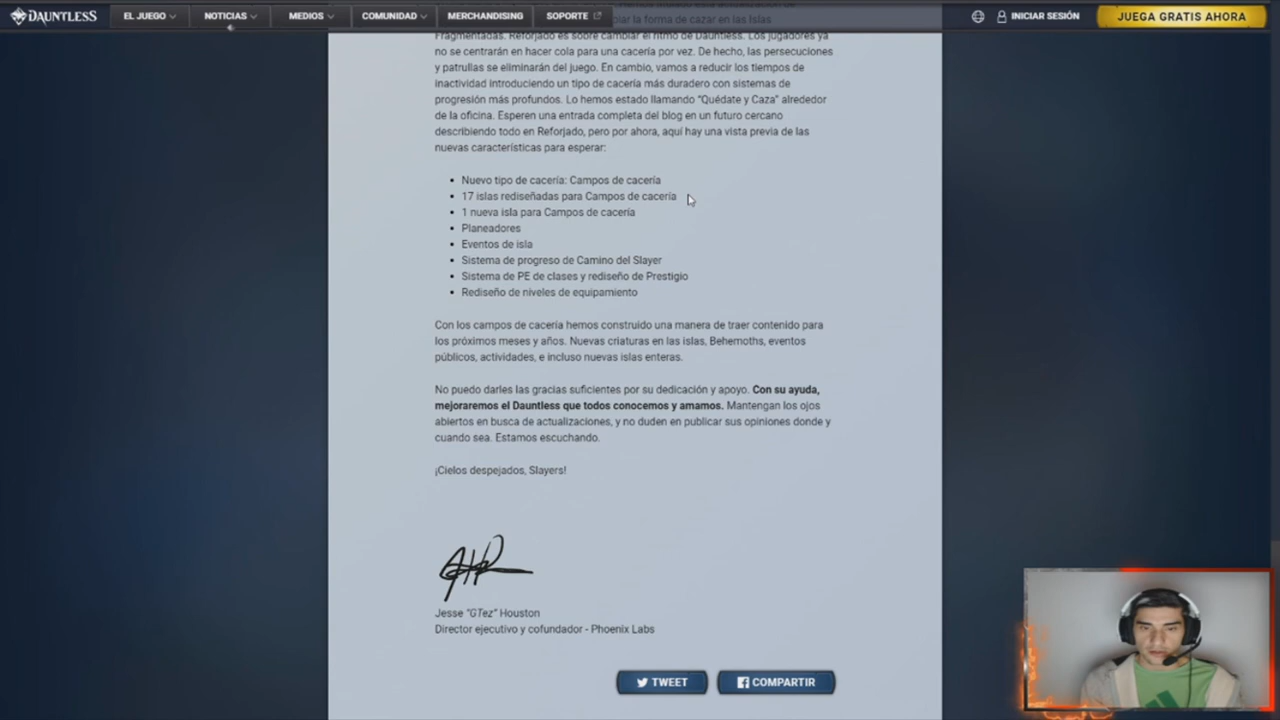 DAUNTLESS
EL JUEGO
NOTICIAS
MEDIOS
COMUNIDAD
MERCHANDISING
SOPORTE
INICIAR SESIÓN
JUEGA GRATIS AHORA
la forma de cazar en las Islas
Fragmentadas. Reforjado es sobre cambiar el ritmo de Dauntless. Los jugadores ya
no se centrarán en hacer cola para una cacería por vez. De hecho, las persecuciones
y patrullas se eliminarán del juego. En cambio, vamos a reducir los tiempos de
inactividad introduciendo un tipo de cacería más duradero con sistemas de
progresión más profundos. Lo hemos estado llamando "Quédate y Caza" alrededor
de la oficina. Esperen una entrada completa del blog en un futuro cercano
describiendo todo en Reforjado, pero por ahora, aquí hay una vista previa de las
nuevas características para esperar:
• Nuevo tipo de cacería: Campos de cacería
• 17 islas rediseñadas para Campos de cacería
• 1 nueva isla para Campos de cacería
• Planeadores
• Eventos de isla
• Sistema de progreso de Camino del Slayer
• Sistema de PE de clases y rediseño de Prestigio
• Rediseño de niveles de equipamiento
Con los campos de cacería hemos construido una manera de traer contenido para
los próximos meses y años. Nuevas criaturas en las islas, Behemoths, eventos
públicos, actividades, e incluso nuevas islas enteras.
No puedo darles las gracias suficientes por su dedicación y apoyo. Con su ayuda,
mejoraremos el Dauntless que todos conocemos y amamos. Mantengan los ojos
abiertos en busca de actualizaciones, y no duden en publicar sus opiniones donde y
cuando sea. Estamos escuchando.
¡Cielos despejados, Slayers!
Jesse "GTez" Houston
Director ejecutivo y cofundador - Phoenix Labs
TWEET
COMPARTIR